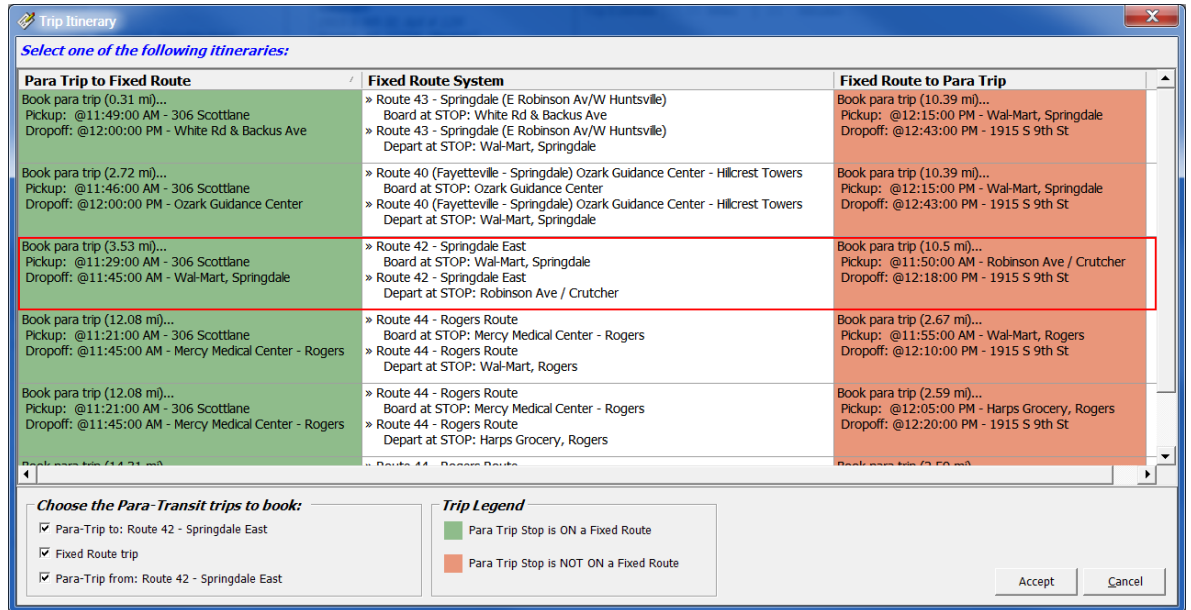 Trip Itinerary
Select one of the following itineraries:
Para Trip to Fixed Route
Fixed Route System
Fixed Route to Para Trip
Book para trip (0.31 mi)...
Pickup: @11:49:00 AM - 306 Scottlane
Dropoff: @12:00:00 PM - White Rd & Backus Ave
» Route 43 - Springdale (E Robinson Av/W Huntsville)
Board at STOP: White Rd & Backus Ave
» Route 43 - Springdale (E Robinson Av/W Huntsville)
Depart at STOP: Wal-Mart, Springdale
Book para trip (10.39 mi)...
Pickup: @12:15:00 PM - Wal-Mart, Springdale
Dropoff: @12:43:00 PM - 1915 S 9th St
Book para trip (2.72 mi)...
Pickup: @11:46:00 AM - 306 Scottlane
Dropoff: @12:00:00 PM - Ozark Guidance Center
» Route 40 (Fayetteville - Springdale) Ozark Guidance Center - Hillcrest Towers
Board at STOP: Ozark Guidance Center
» Route 40 (Fayetteville - Springdale) Ozark Guidance Center - Hillcrest Towers
Depart at STOP: Wal-Mart, Springdale
Book para trip (10.39 mi)...
Pickup: @12:15:00 PM - Wal-Mart, Springdale
Dropoff: @12:43:00 PM - 1915 S 9th St
Book para trip (3.53 mi)...
Pickup: @11:29:00 AM - 306 Scottlane
Dropoff: @11:45:00 AM - Wal-Mart, Springdale
» Route 42 - Springdale East
Board at STOP: Wal-Mart, Springdale
» Route 42 - Springdale East
Depart at STOP: Robinson Ave / Crutcher
Book para trip (10.5 mi)...
Pickup: @11:50:00 AM - Robinson Ave / Crutcher
Dropoff: @12:18:00 PM - 1915 S 9th St
Book para trip (12.08 mi)...
Pickup: @11:21:00 AM - 306 Scottlane
Dropoff: @11:45:00 AM - Mercy Medical Center - Rogers
» Route 44 - Rogers Route
Board at STOP: Mercy Medical Center - Rogers
» Route 44 - Rogers Route
Depart at STOP: Wal-Mart, Rogers
Book para trip (2.67 mi)...
Pickup: @11:55:00 AM - Wal-Mart, Rogers
Dropoff: @12:10:00 PM - 1915 S 9th St
Book para trip (12.08 mi)...
Pickup: @11:21:00 AM - 306 Scottlane
Dropoff: @11:45:00 AM - Mercy Medical Center - Rogers
» Route 44 - Rogers Route
Board at STOP: Mercy Medical Center - Rogers
» Route 44 - Rogers Route
Depart at STOP: Harps Grocery, Rogers
Book para trip (2.59 mi)...
Pickup: @12:05:00 PM - Harps Grocery, Rogers
Dropoff: @12:20:00 PM - 1915 S 9th St
Book para trip (14.31 mi)
» Route 44 - Rogers Route
Book para trip (2.59 mi)
Choose the Para-Transit trips to book:
Para-Trip to: Route 42 - Springdale East
Fixed Route trip
Para-Trip from: Route 42 - Springdale East
Trip Legend
Para Trip Stop is ON a Fixed Route
Para Trip Stop is NOT ON a Fixed Route
Accept
Cancel